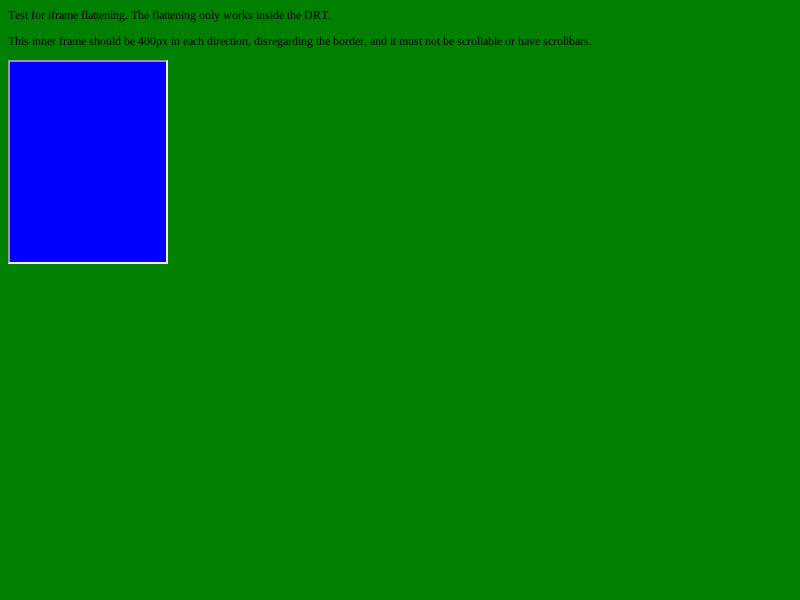 Test for iframe flattening. The flattening only works inside the DRT.
This inner frame should be 400px in each direction, disregarding the border, and it must not be scrollable or have scrollbars.